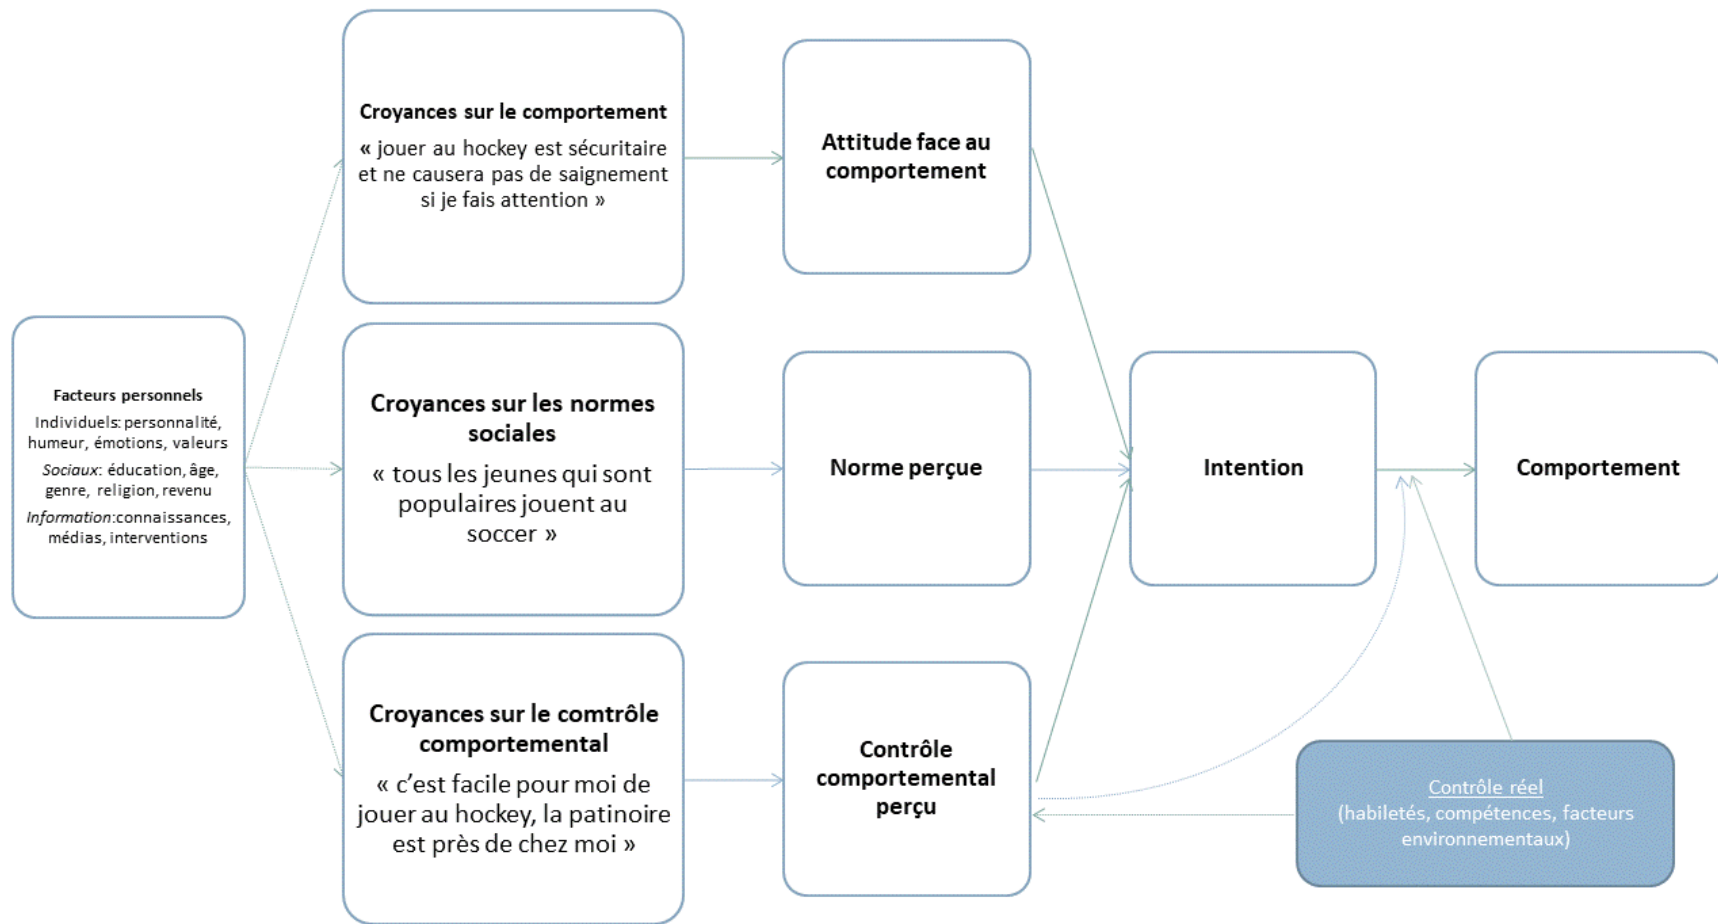 Croyances sur le comportement
« jouer au hockey est sécuritaire
et ne causera pas de saignement
si je fais attention »
Attitude face au
comportement
Facteurs personnels
Individuels: personnalité,
humeur, émotions, valeurs
Sociaux: éducation, âge,
genre, religion, revenu
Information:connaissances,
médias, interventions
Croyances sur les normes
sociales
« tous les jeunes qui sont
populaires jouent au
soccer »
Norme perçue
Intention
Comportement
Croyances sur le comtrôle
comportemental
« c’est facile pour moi de
jouer au hockey, la patinoire
est près de chez moi »
Contrôle
comportemental
perçu
Contrôle réel
(habiletés, compétences, facteurs
environnementaux)